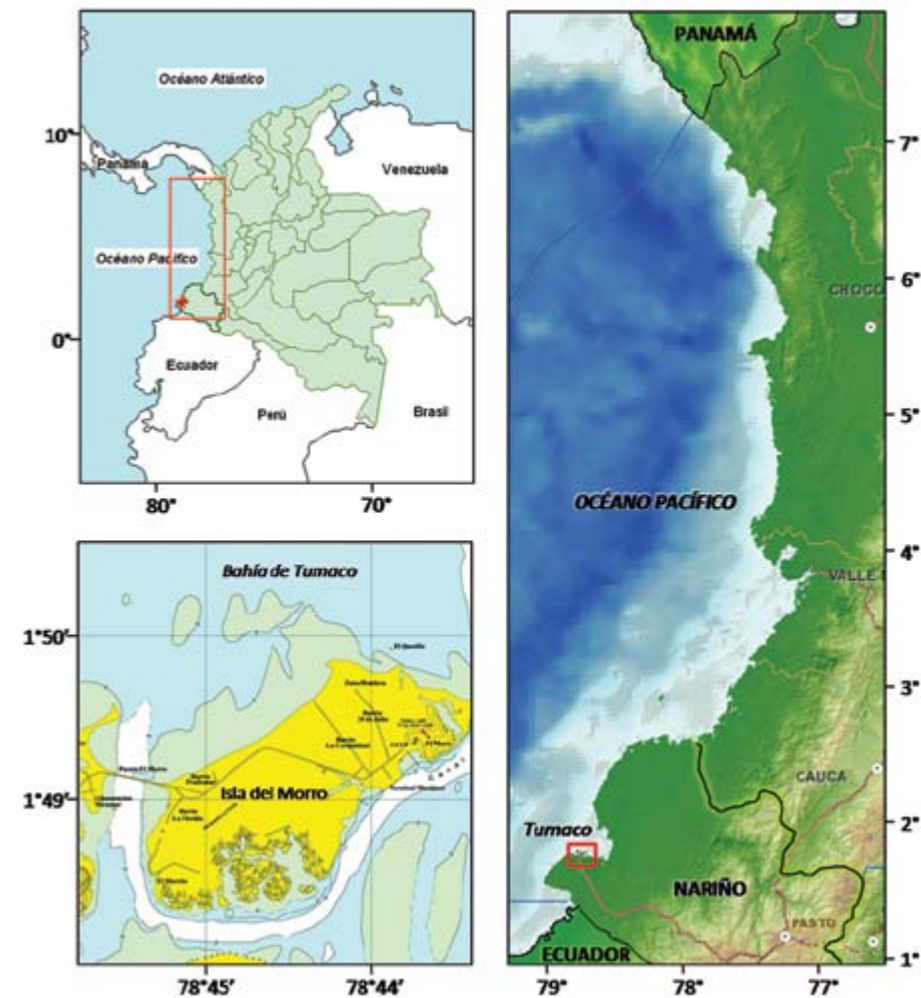 Océano Atlántico
10°
Panamá
Venezuela
Océano Pacífico
0°
Ecuador
Perú
Brasil
80°
70°
Bahía de Tumaco
1°50'
1°49'
Isla del Morro
78°45'
78°44'
PANAMÁ
7°
6°
CHOCÓ
5°
OCÉANO PACÍFICO
4°
VALLE
3°
CAUCA
2°
Tumaco
NARIÑO
PASTO
ECUADOR
1°
79°
78°
77°